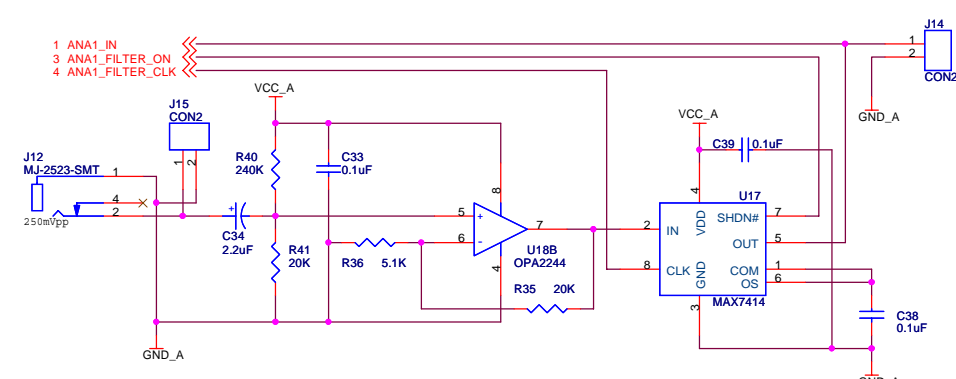 1 ANA1_IN
3 ANA1_FILTER_ON
4 ANA1_FILTER_CLK
J14
1
2
CON2
GND_A
VCC_A
VCC_A
J15
CON2
1
2
J12
MJ-2523-SMT
1
4
2
250mVpp
R40
240K
C33
0.1uF
C34
2.2uF
R41
20K
R36 5.1K
5
6
+
-
8
7
4
U18B
OPA2244
R35 20K
C39 0.1uF
U17
4
2 IN
8 CLK
VDD
GND
3
SHDN# 7
OUT 5
COM 1
OS 6
MAX7414
C38
0.1uF
GND_A
GND_A